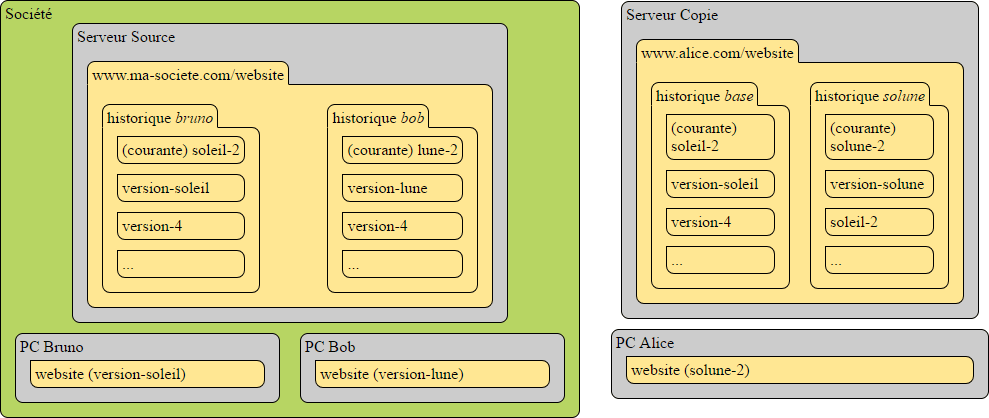 Société
Serveur Source
www.ma-societe.com/website
historique bruno
(courante) soleil-2
version-soleil
version-4
...
historique bob
(courante) lune-2
version-lune
version-4
...
PC Bruno
website (version-soleil)
PC Bob
website (version-lune)
Serveur Copie
www.alice.com/website
historique base
(courante)
soleil-2
version-soleil
version-4
...
historique solune
(courante)
solune-2
version-solune
soleil-2
...
PC Alice
website (solune-2)